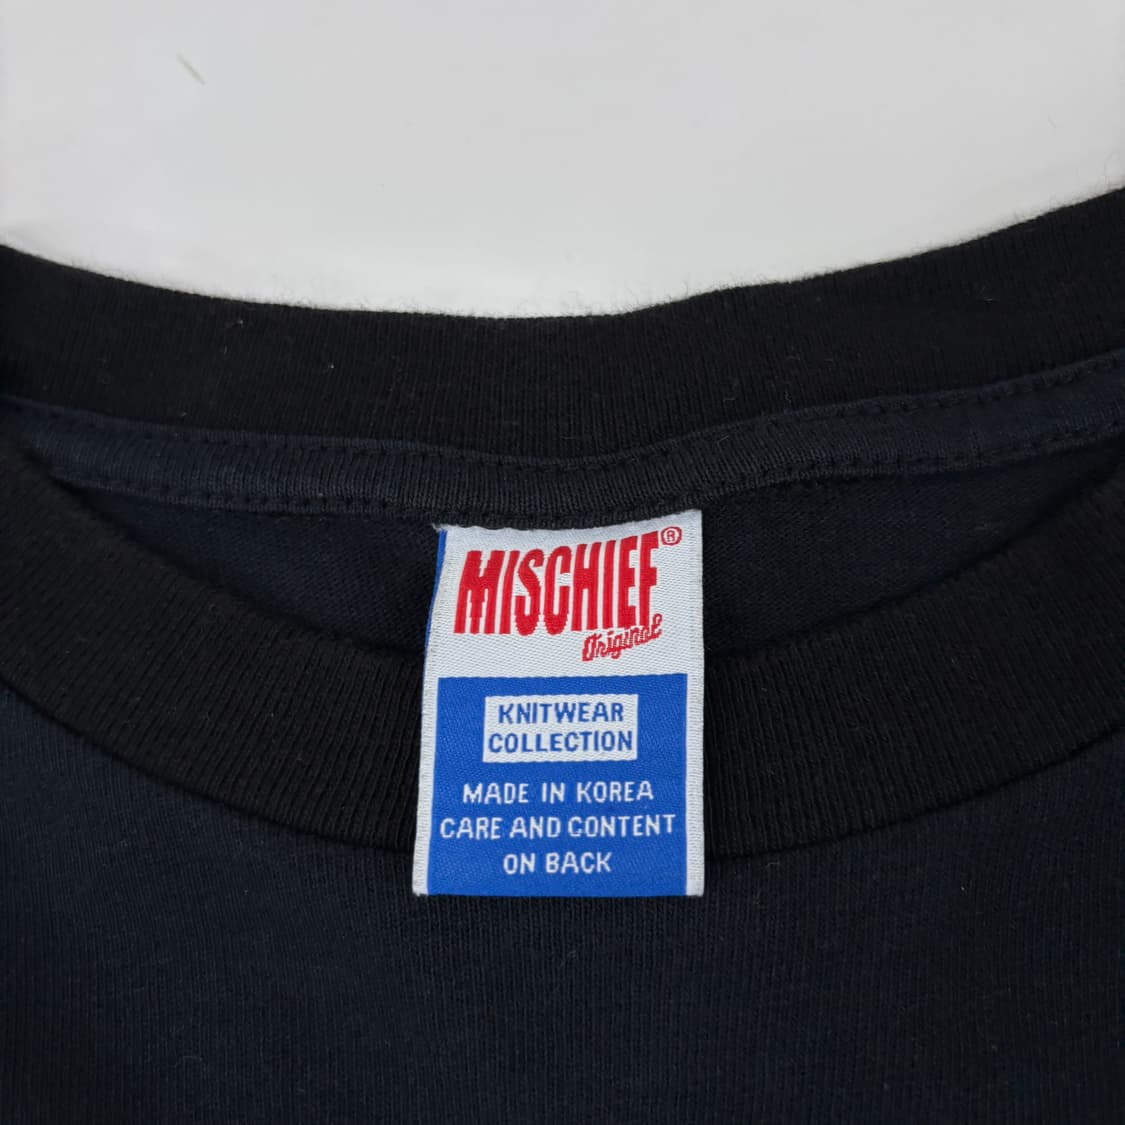 MISCHIEF®
Original
KNITWEAR
COLLECTION
MADE IN KOREA
CARE AND CONTENT
ON BACK